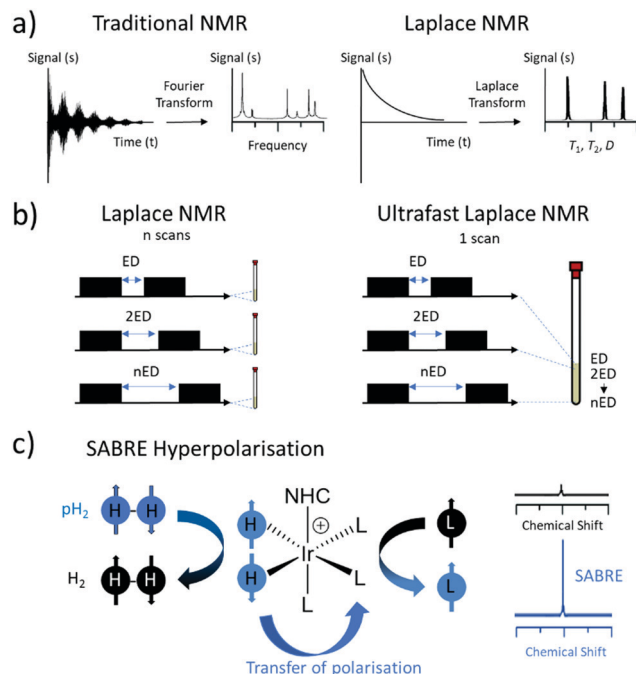 a)
Traditional NMR
Laplace NMR
Signal (s)
Fourier
Transform
Time (t)
Signal (s)
Frequency
Signal (s)
Laplace
Transform
Time (t)
Signal (s)
T1, T2, D
b)
Laplace NMR
n scans
ED
2ED
nED
Ultrafast Laplace NMR
1 scan
ED
2ED
nED
ED
2ED
nED
c)
SABRE Hyperpolarisation
pH2
H
H
H2
H
H
NHC
+
H
H
Ir
L
L
L
L
L
Transfer of polarisation
Chemical Shift
SABRE
Chemical Shift